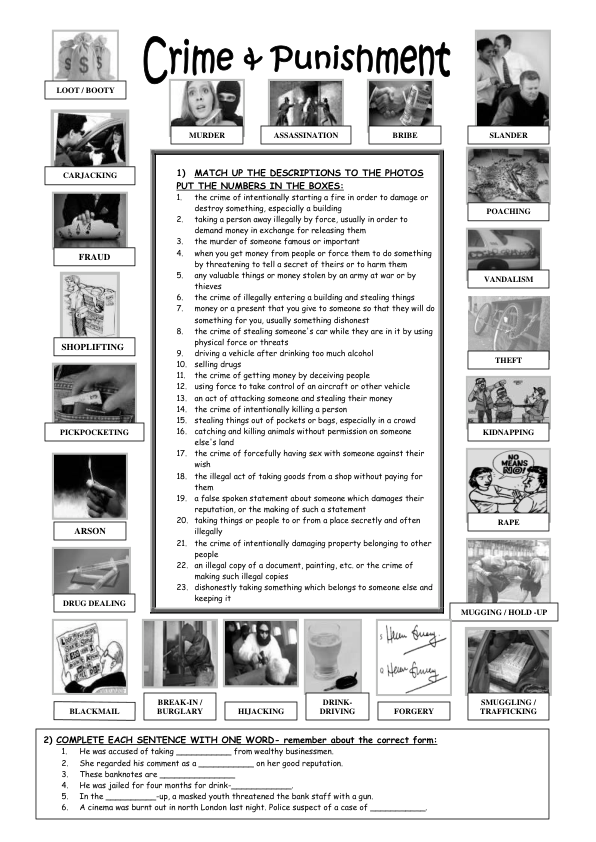 Crime & Punishment
LOOT / BOOTY
MURDER
ASSASSINATION
BRIBE
SLANDER
CARJACKING
POACHING
FRAUD
VANDALISM
SHOPLIFTING
THEFT
PICKPOCKETING
KIDNAPPING
ARSON
NO MEANS NO!
RAPE
DRUG DEALING
MUGGING / HOLD -UP
1) MATCH UP THE DESCRIPTIONS TO THE PHOTOS
PUT THE NUMBERS IN THE BOXES:
1. the crime of intentionally starting a fire in order to damage or
destroy something, especially a building
2. taking a person away illegally by force, usually in order to
demand money in exchange for releasing them
3. the murder of someone famous or important
4. when you get money from people or force them to do something
by threatening to tell a secret of theirs or to harm them
5. any valuable things or money stolen by an army at war or by
thieves
6. the crime of illegally entering a building and stealing things
7. money or a present that you give to someone so that they will do
something for you, usually something dishonest
8. the crime of stealing someone's car while they are in it by using
physical force or threats
9. driving a vehicle after drinking too much alcohol
10. selling drugs
11. the crime of getting money by deceiving people
12. using force to take control of an aircraft or other vehicle
13. an act of attacking someone and stealing their money
14. the crime of intentionally killing a person
15. stealing things out of pockets or bags, especially in a crowd
16. catching and killing animals without permission on someone
else's land
17. the crime of forcefully having sex with someone against their
wish
18. the illegal act of taking goods from a shop without paying for
them
19. a false spoken statement about someone which damages their
reputation, or the making of such a statement
20. taking things or people to or from a place secretly and often
illegally
21. the crime of intentionally damaging property belonging to other
people
22. an illegal copy of a document, painting, etc. or the crime of
making such illegal copies
23. dishonestly taking something which belongs to someone else and
keeping it
BLACKMAIL
BREAK-IN /
BURGLARY
HIJACKING
DRINK-
DRIVING
FORGERY
SMUGGLING /
TRAFFICKING
2) COMPLETE EACH SENTENCE WITH ONE WORD- remember about the correct form:
1. He was accused of taking ___________ from wealthy businessmen.
2. She regarded his comment as a ___________ on her good reputation.
3. These banknotes are _______________
4. He was jailed for four months for drink-____________.
5. In the __________-up, a masked youth threatened the bank staff with a gun.
6. A cinema was burnt out in north London last night. Police suspect of a case of ___________.